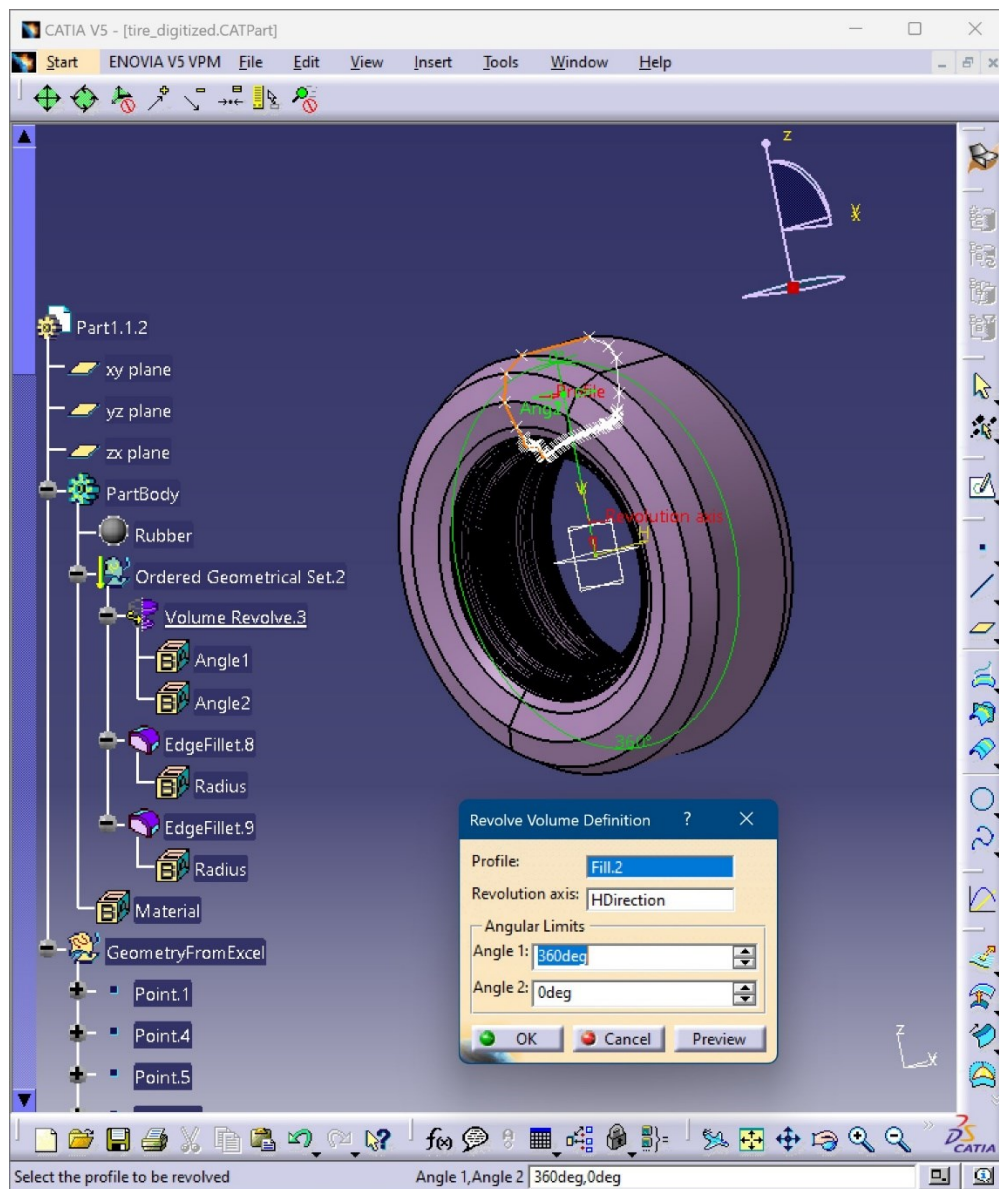 CATIA V5 - [tire_digitized.CATPart]
Start ENOVIA V5 VPM File Edit View Insert Tools Window Help
z
Part1.1.2
xy plane
yz plane
zx plane
PartBody
Rubber
Ordered Geometrical Set.2
Volume Revolve.3
Angle1
Angle2
EdgeFillet.8
Radius
EdgeFillet.9
Radius
Material
GeometryFromExcel
Point.1
Point.4
Point.5
Profile
Revolution axis
H
360°
Revolve Volume Definition ?
Profile: Fill.2
Revolution axis: HDirection
Angular Limits
Angle 1: 360deg
Angle 2: 0deg
OK Cancel Preview
z
x
f(x)
CATIA
Select the profile to be revolved Angle 1,Angle 2 360deg,0deg